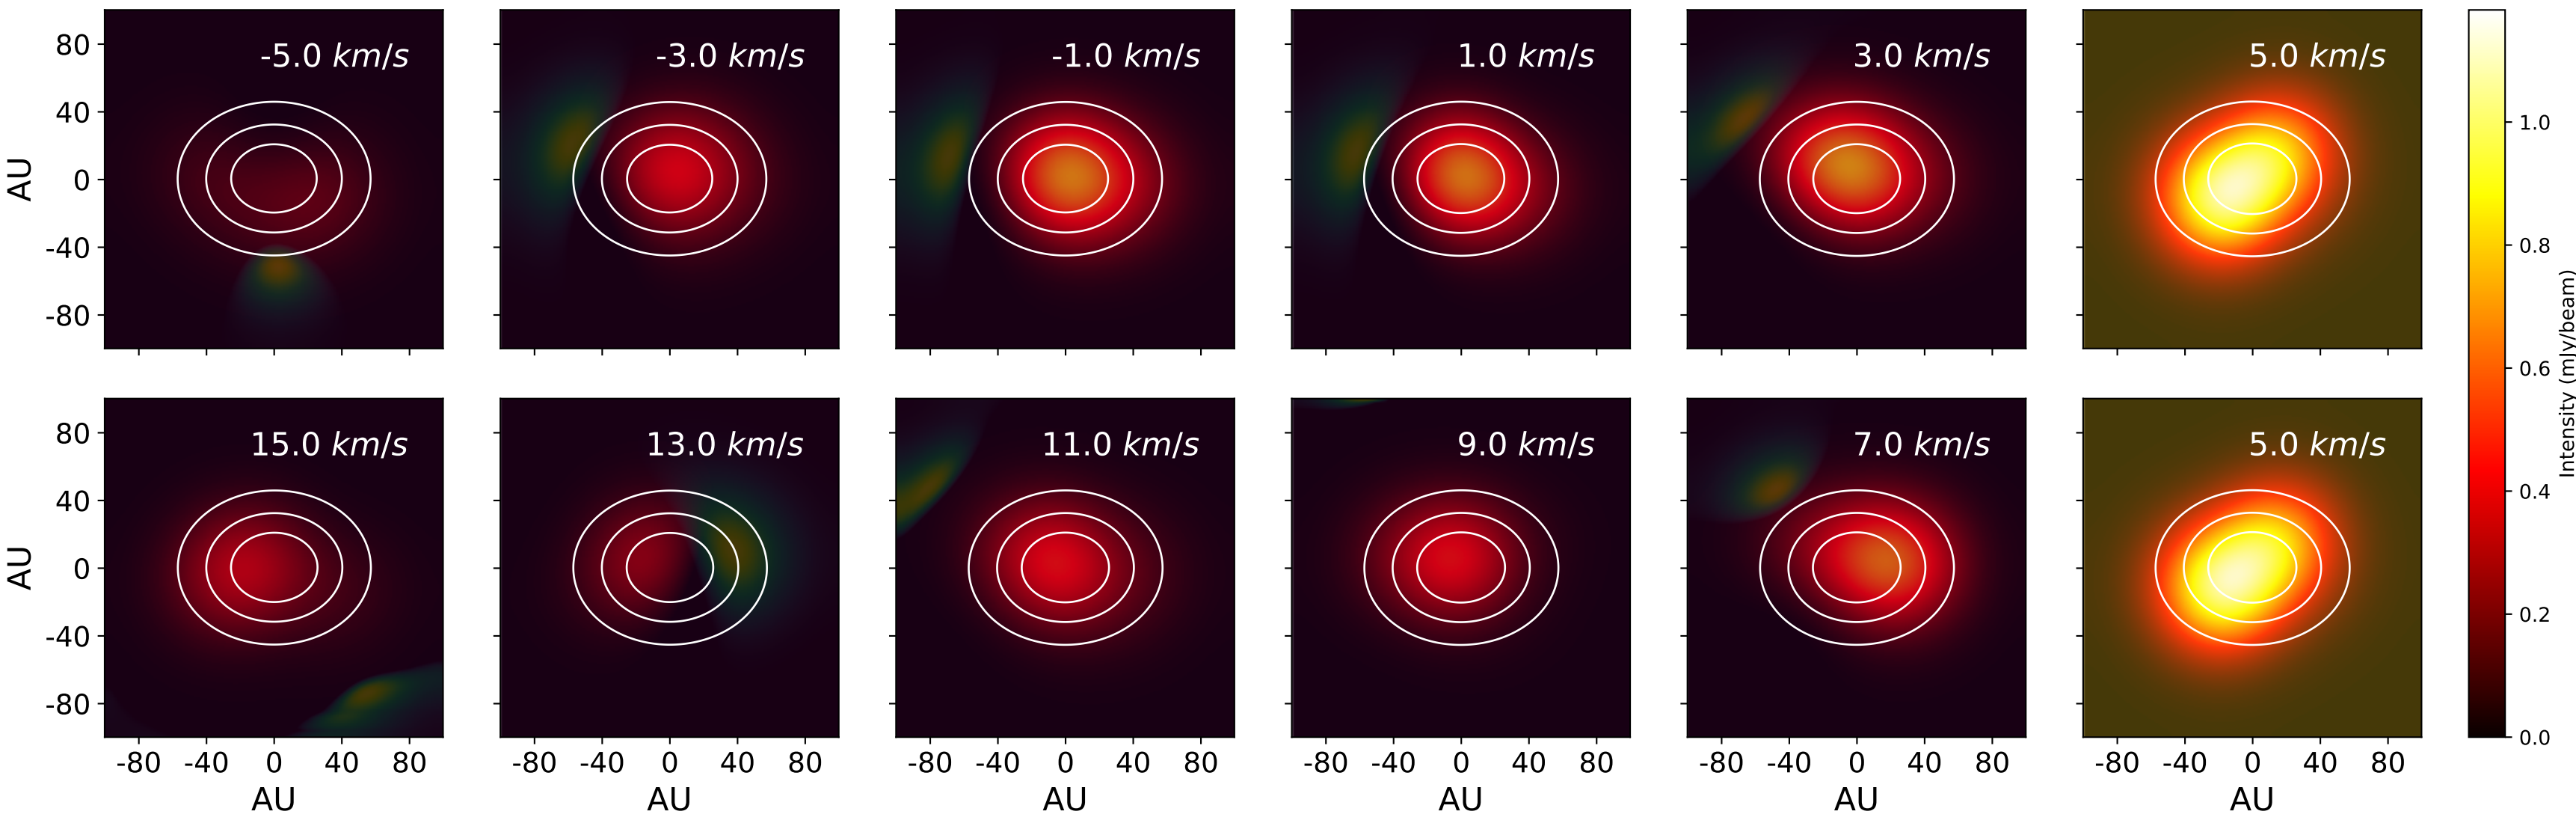 -5.0 km/s
-3.0 km/s
-1.0 km/s
1.0 km/s
3.0 km/s
5.0 km/s
80
40
0
-40
-80
AU
15.0 km/s
13.0 km/s
11.0 km/s
9.0 km/s
7.0 km/s
5.0 km/s
80
40
0
-40
-80
AU
-80 -40 0 40 80
-80 -40 0 40 80
-80 -40 0 40 80
-80 -40 0 40 80
-80 -40 0 40 80
-80 -40 0 40 80
AU
AU
AU
AU
AU
AU
1.0
0.8
0.6
0.4
0.2
0.0
Intensity (mJy/beam)